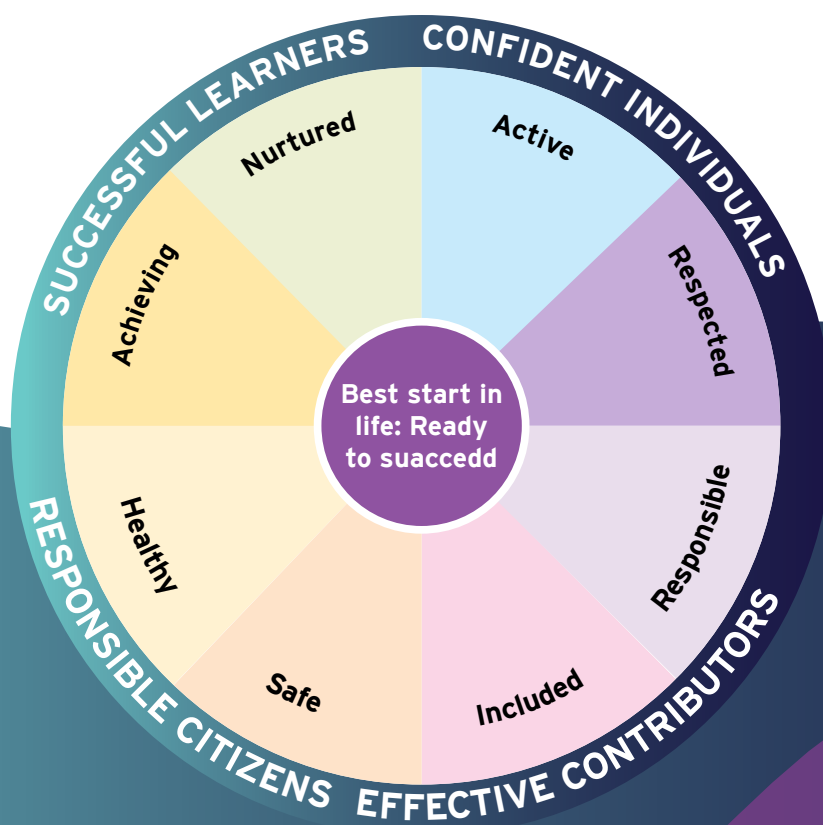 SUCCESSFUL LEARNERS
CONFIDENT INDIVIDUALS
Nurtured
Active
Achieving
Respected
Best start in
life: Ready
to suaccedd
Healthy
Responsible
Safe
Included
RESPONSIBLE CITIZENS
EFFECTIVE CONTRIBUTORS